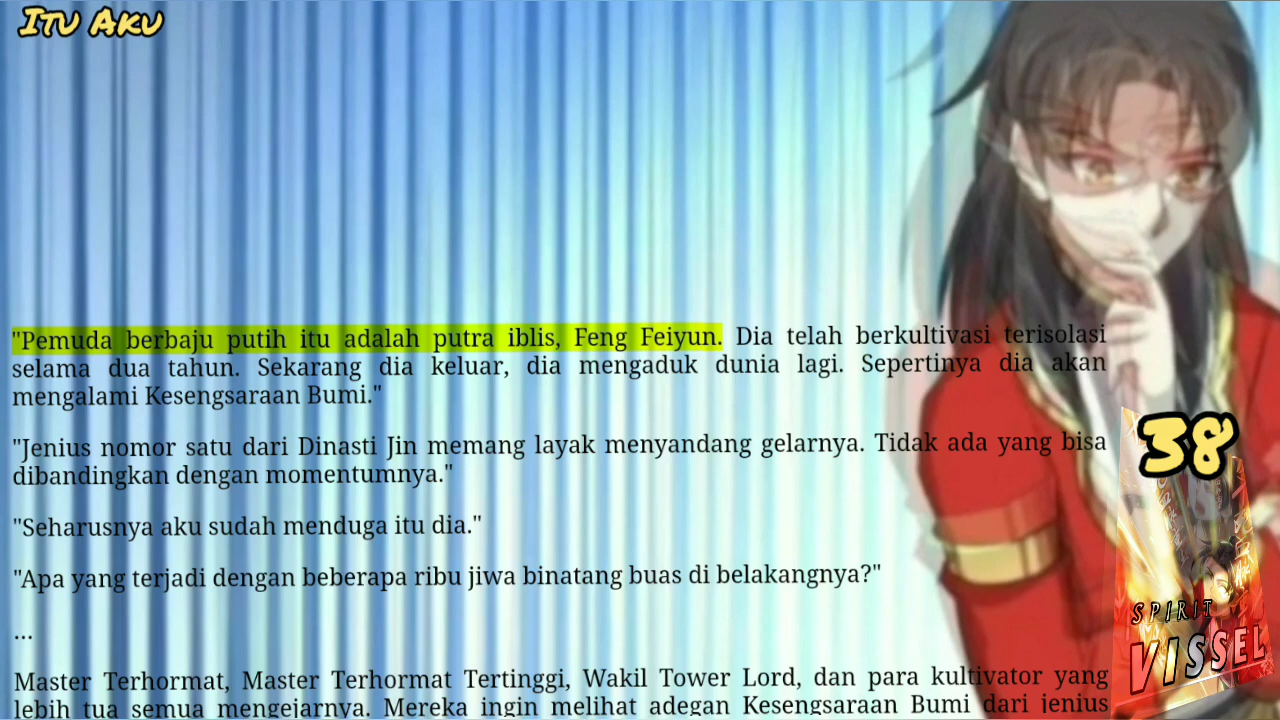 Itu Aku
"Pemuda berbaju putih itu adalah putra iblis, Feng Feiyun. Dia telah berkultivasi terisolasi
selama dua tahun. Sekarang dia keluar, dia mengaduk dunia lagi. Sepertinya dia akan
mengalami Kesengsaraan Bumi."
"Jenius nomor satu dari Dinasti Jin memang layak menyandang gelarnya. Tidak ada yang bisa
dibandingkan dengan momentumnya."
"Seharusnya aku sudah menduga itu dia."
"Apa yang terjadi dengan beberapa ribu jiwa binatang buas di belakangnya?"
...
Master Terhormat, Master Terhormat Tertinggi, Wakil Tower Lord, dan para kultivator yang
lebih tua semua mengejarnya. Mereka ingin melihat adegan Kesengsaraan Bumi dari jenius
38
SPIRIT
VISSEL